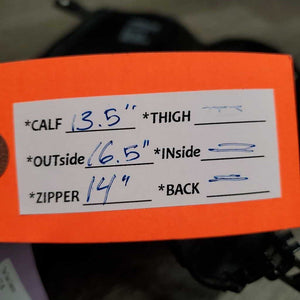 *CALF 13.5" *THIGH
*OUTside 16.5" *INside
*ZIPPER 14" *BACK